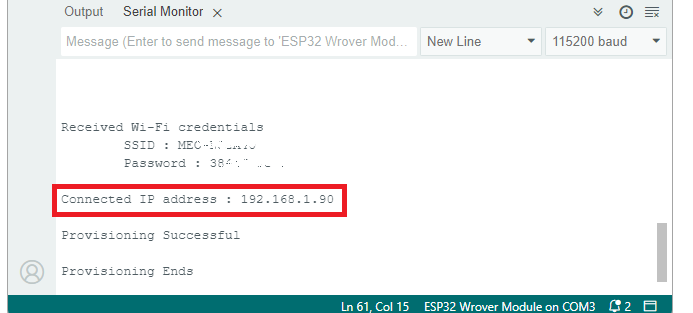 Output Serial Monitor
Message (Enter to send message to 'ESP32 Wrover Mod... New Line 115200 baud
Received Wi-Fi credentials
SSID :
Password :
Connected IP address : 192.168.1.90
Provisioning Successful
Provisioning Ends
Ln 61, Col 15 ESP32 Wrover Module on COM3 2